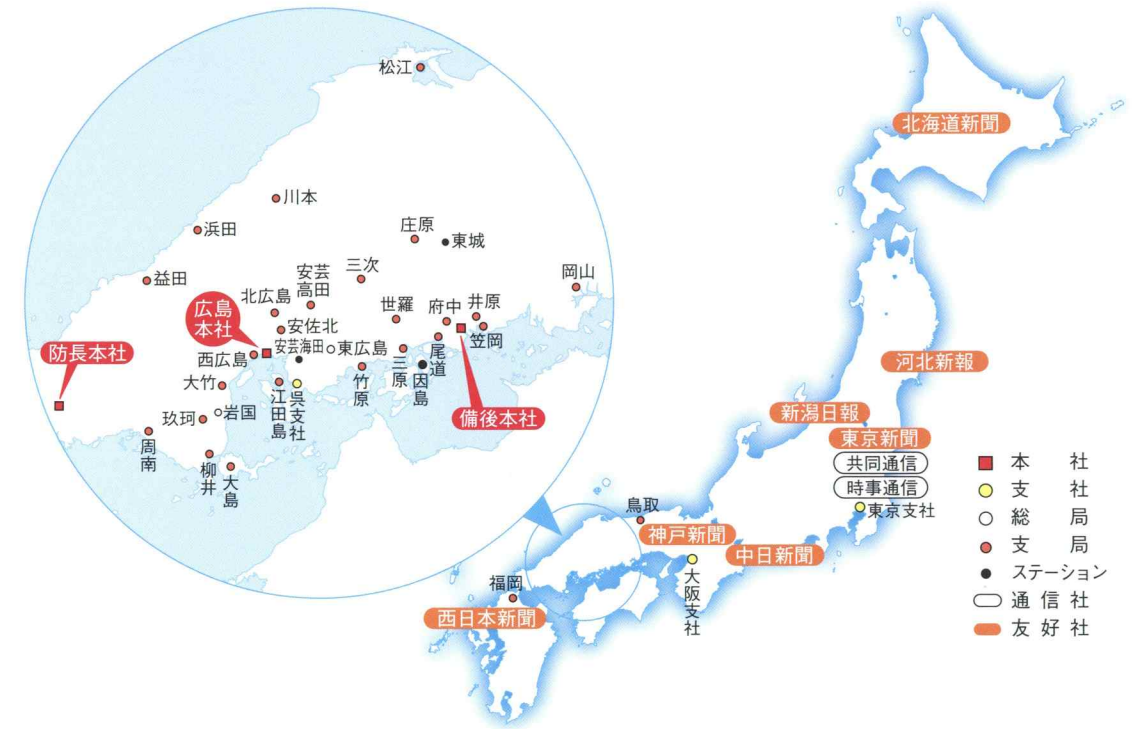 松江
川本
浜田
庄原
東城
益田
三次
岡山
安芸
高田
北広島
世羅
府中
井原
広島
本社
安佐北
笠岡
安芸海田
東広島
尾道
西広島
三原
因島
防長本社
大竹
江田島
呉支社
竹原
備後本社
玖珂
岩国
周南
柳井
大島
北海道新聞
河北新報
新潟日報
東京新聞
共同通信
時事通信
東京支社
鳥取
神戸新聞
中日新聞
大阪支社
福岡
西日本新聞
本社
支社
総局
支局
ステーション
通信社
友好社